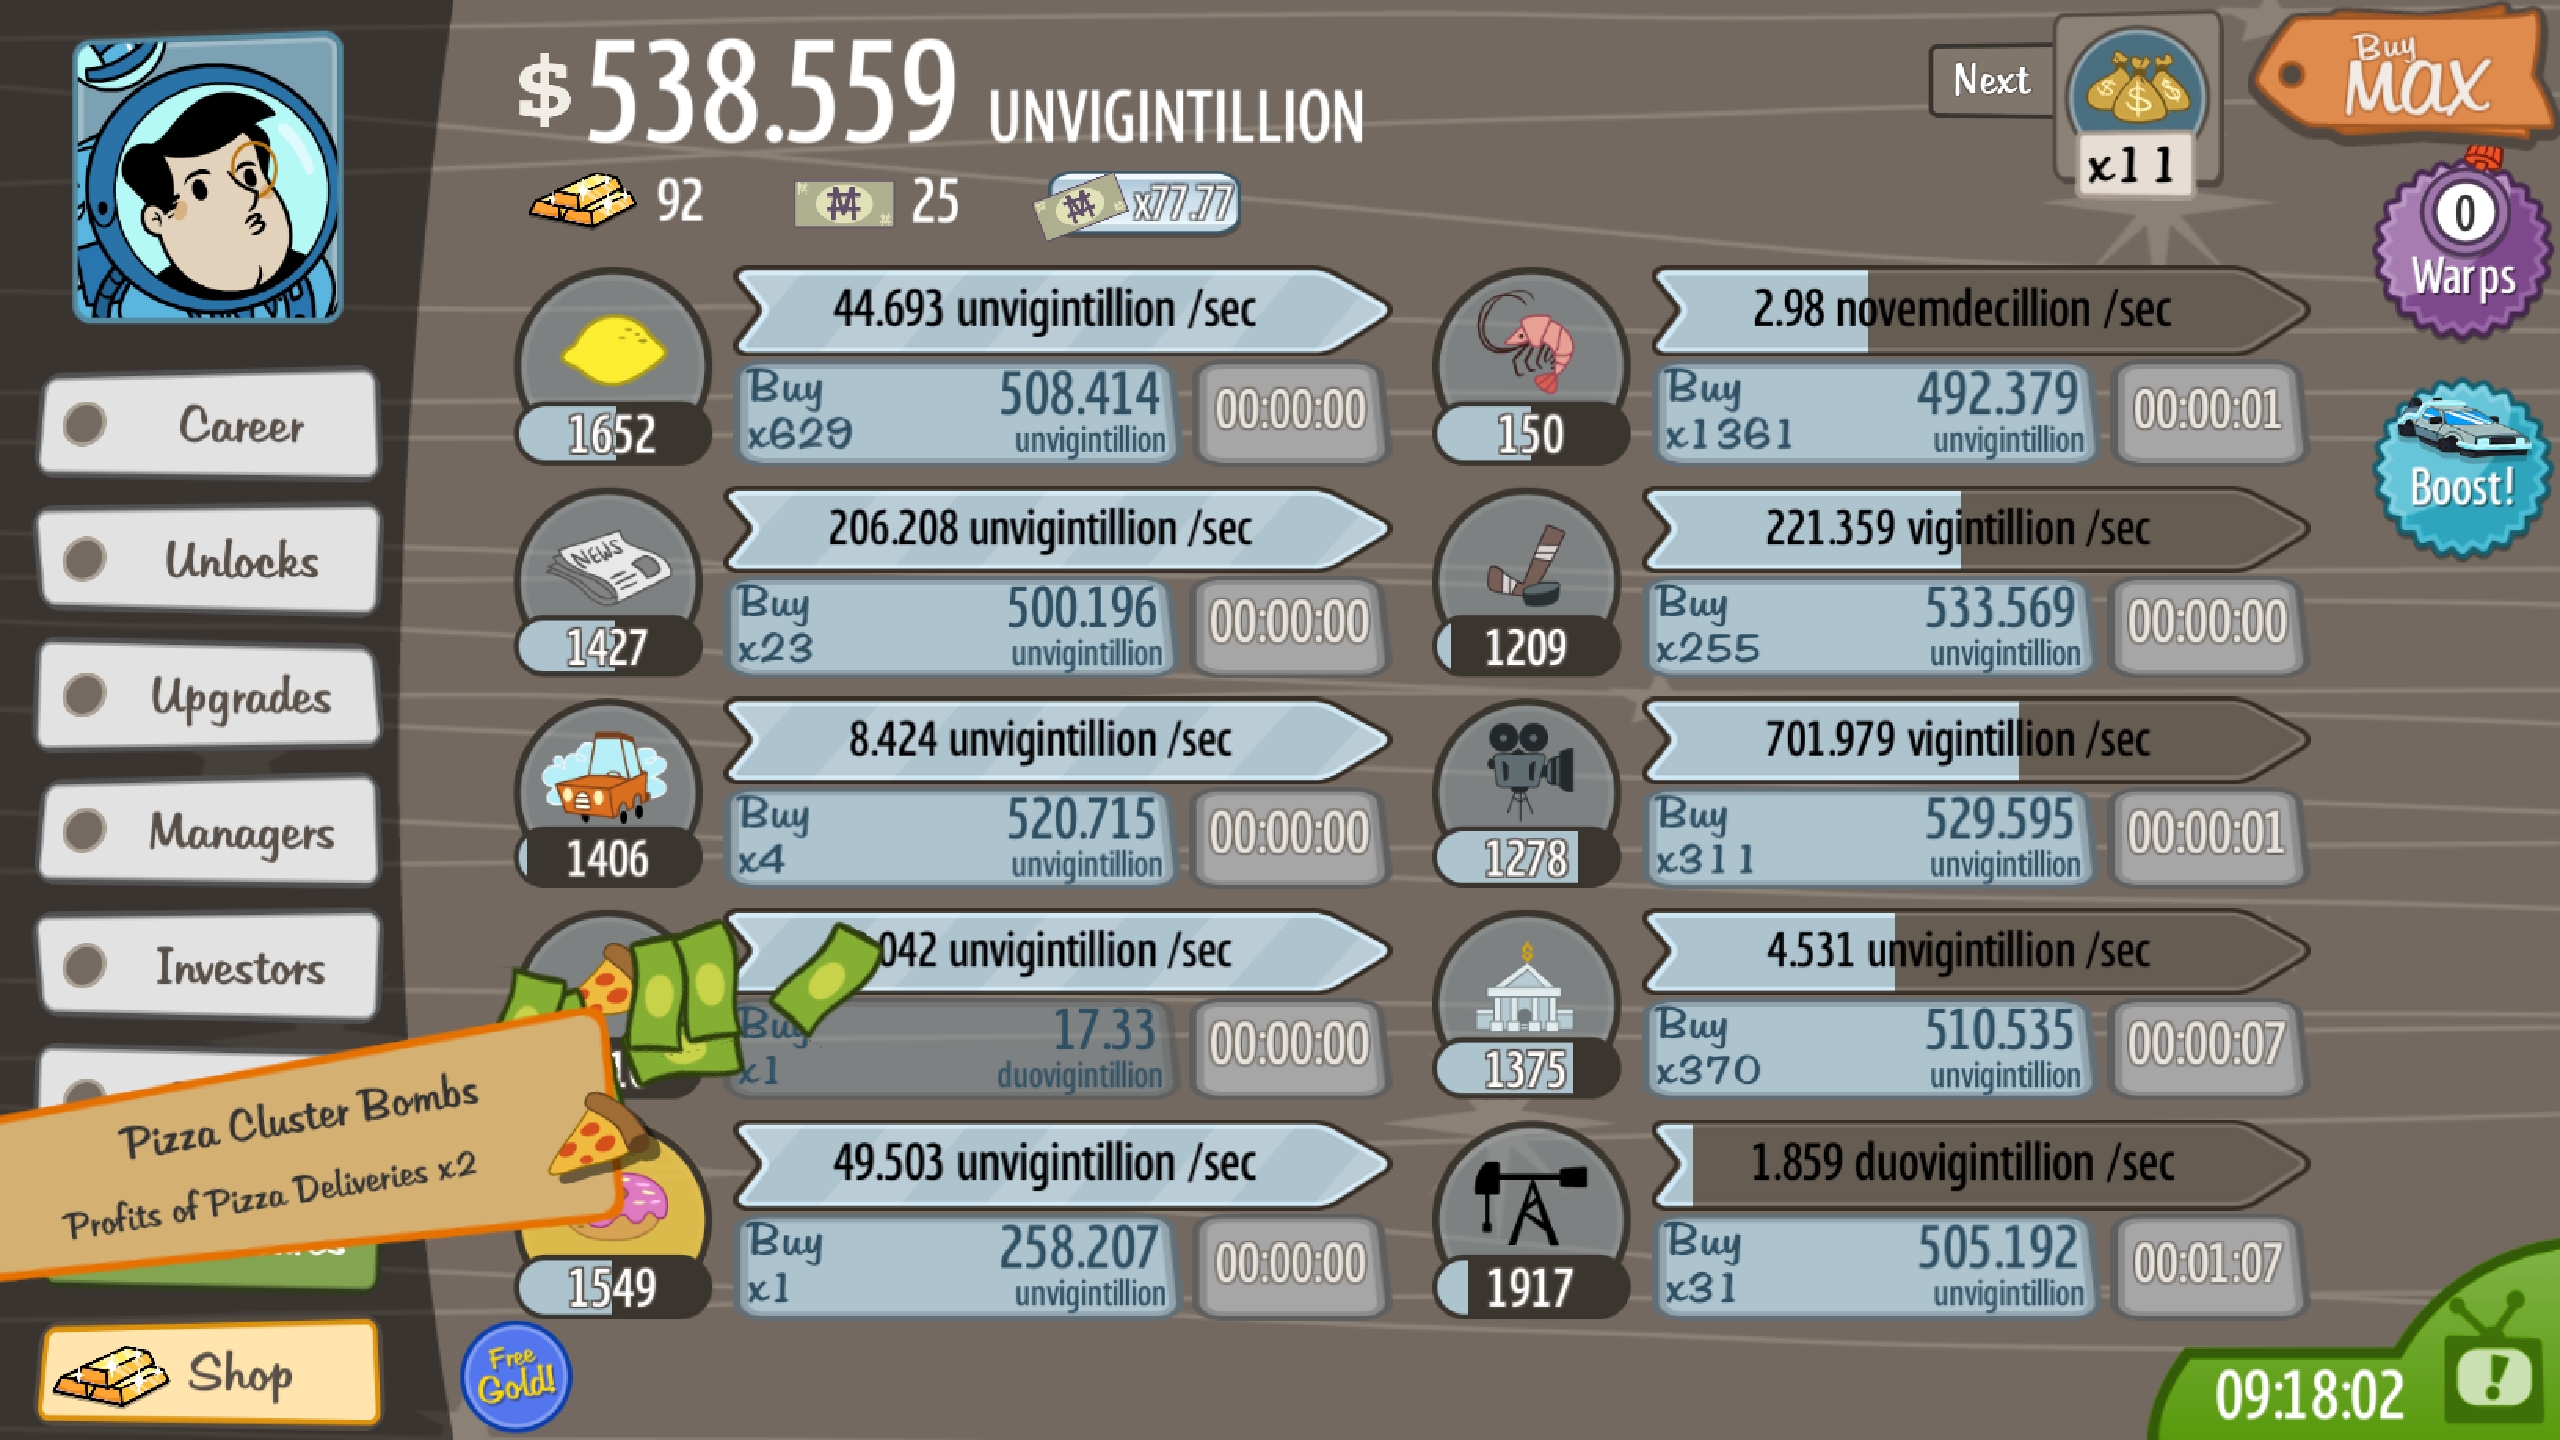 $538.559 UNVIGINTILLION
Next
x11
Buy
MAX
92
25
x77.77
0
Warps
Boost!
Career
Unlocks
Upgrades
Managers
Investors
Pizza Cluster Bombs
Profits of Pizza Deliveries x2
Shop
Free
Gold!
44.693 unvigintillion /sec
1652
Buy
x629
508.414
unvigintillion
00:00:00
NEWS
206.208 unvigintillion /sec
1427
Buy
x23
500.196
unvigintillion
00:00:00
8.424 unvigintillion /sec
1406
Buy
x4
520.715
unvigintillion
00:00:00
042 unvigintillion /sec
Buy
x1
17.33
duovigintillion
00:00:00
49.503 unvigintillion /sec
1549
Buy
x1
258.207
unvigintillion
00:00:00
2.98 novemdecillion /sec
150
Buy
x1361
492.379
unvigintillion
00:00:01
221.359 vigintillion /sec
1209
Buy
x255
533.569
unvigintillion
00:00:00
701.979 vigintillion /sec
1278
Buy
x311
529.595
unvigintillion
00:00:01
4.531 unvigintillion /sec
1375
Buy
x370
510.535
unvigintillion
00:00:07
1.859 duovigintillion /sec
1917
Buy
x31
505.192
unvigintillion
00:01:07
09:18:02